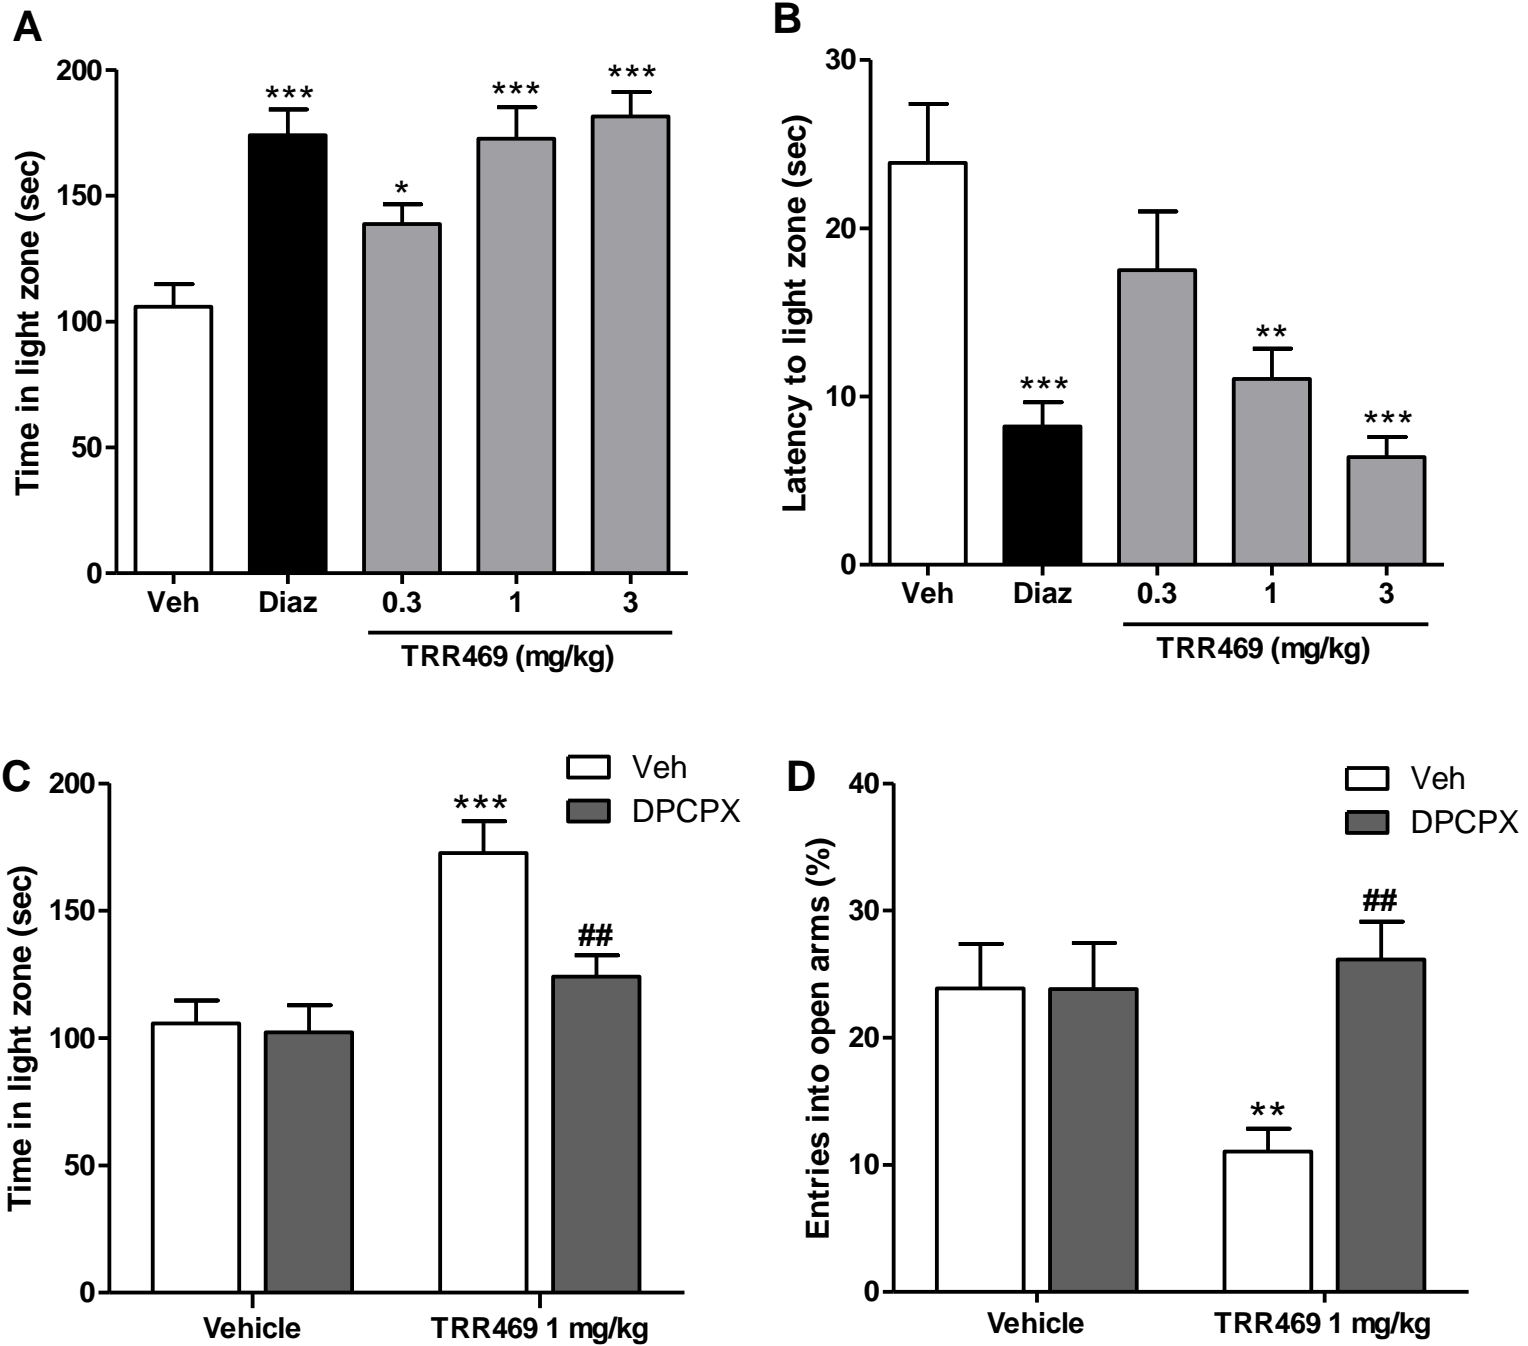 A
Time in light zone (sec)
200
150
100
50
0
***
*
***
***
Veh Diaz 0.3 1 3
TRR469 (mg/kg)
B
Latency to light zone (sec)
30
20
10
0
***
**
***
Veh Diaz 0.3 1 3
TRR469 (mg/kg)
C
Time in light zone (sec)
200
150
100
50
0
Veh
DPCPX
***
##
Vehicle TRR469 1 mg/kg
D
Entries into open arms (%)
40
30
20
10
0
Veh
DPCPX
**
##
Vehicle TRR469 1 mg/kg